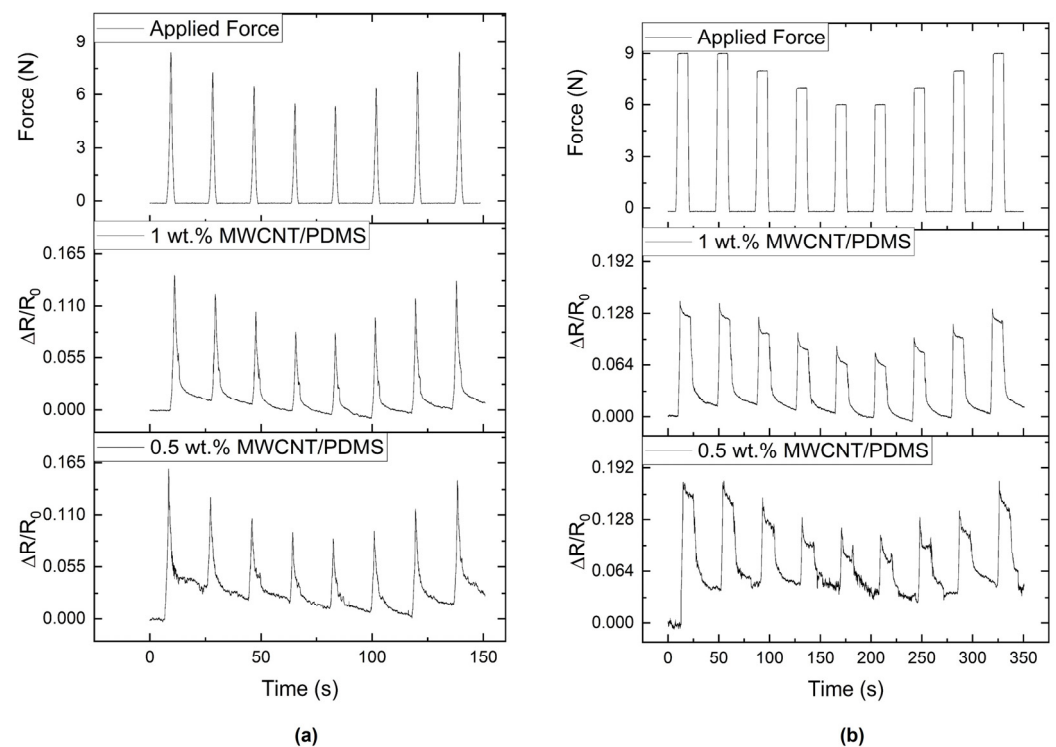 Applied Force
Force (N)
9
6
3
0
1 wt.% MWCNT/PDMS
ΔR/R0
0.165
0.110
0.055
0.000
0.5 wt.% MWCNT/PDMS
ΔR/R0
0.165
0.110
0.055
0.000
0 50 100 150
Time (s)
(a)
Applied Force
Force (N)
9
6
3
0
1 wt.% MWCNT/PDMS
ΔR/R0
0.192
0.128
0.064
0.000
0.5 wt.% MWCNT/PDMS
ΔR/R0
0.192
0.128
0.064
0.000
0 50 100 150 200 250 300 350
Time (s)
(b)